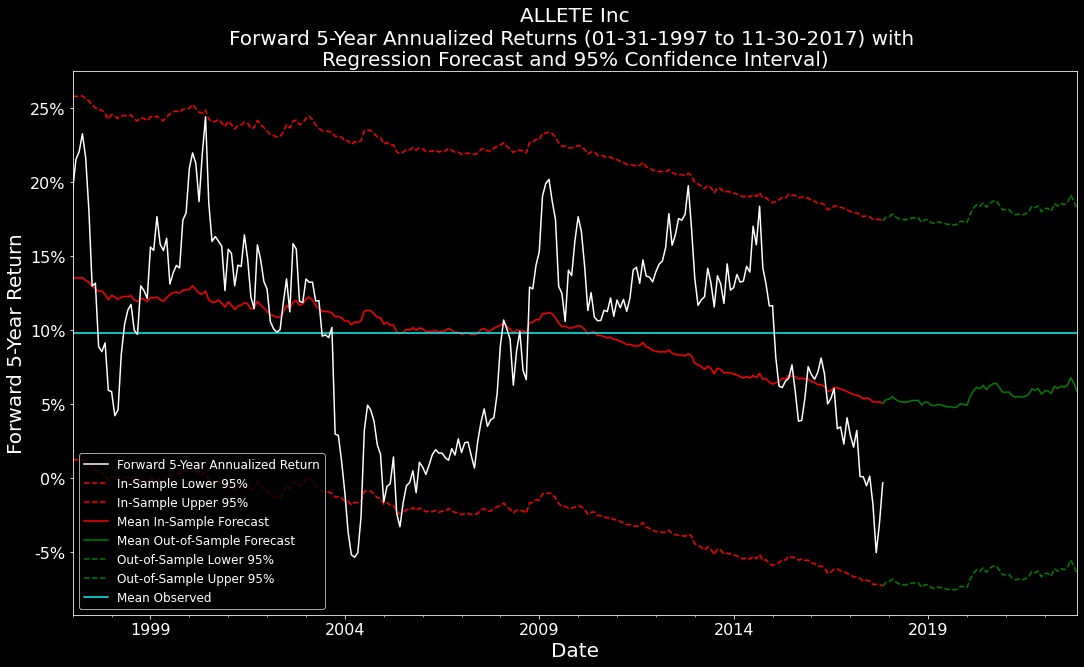 ALLETE Inc
Forward 5-Year Annualized Returns (01-31-1997 to 11-30-2017) with
Regression Forecast and 95% Confidence Interval)
Forward 5-Year Return
25%
20%
15%
10%
5%
0%
-5%
Forward 5-Year Annualized Return
In-Sample Lower 95%
In-Sample Upper 95%
Mean In-Sample Forecast
Mean Out-of-Sample Forecast
Out-of-Sample Lower 95%
Out-of-Sample Upper 95%
Mean Observed
1999 2004 2009 2014 2019
Date